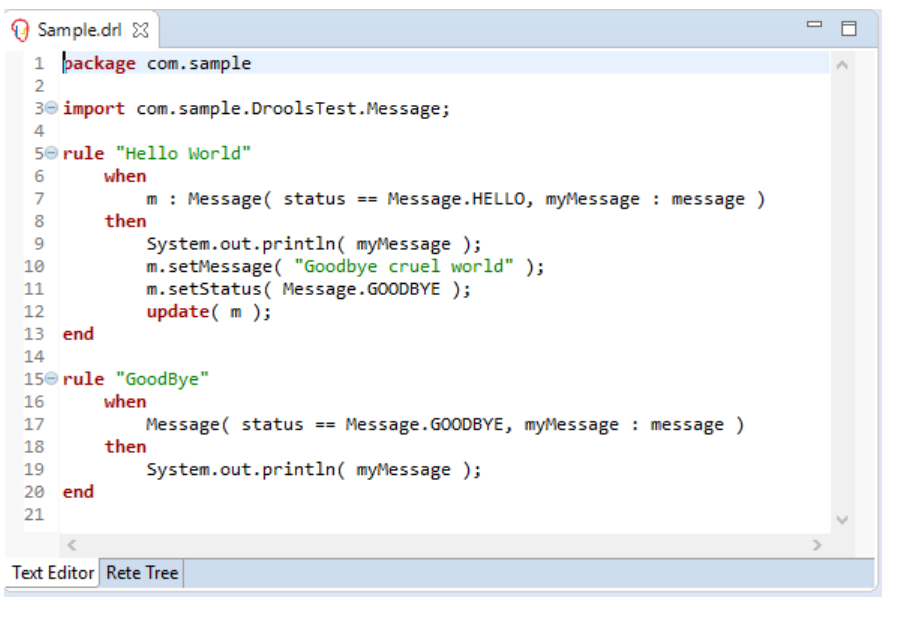 Sample.drl
1 package com.sample
2
3 import com.sample.DroolsTest.Message;
4
5 rule "Hello World"
6     when
7         m : Message( status == Message.HELLO, myMessage : message )
8     then
9         System.out.println( myMessage );
10         m.setMessage( "Goodbye cruel world" );
11         m.setStatus( Message.GOODBYE );
12         update( m );
13 end
14
15 rule "GoodBye"
16     when
17         Message( status == Message.GOODBYE, myMessage : message )
18     then
19         System.out.println( myMessage );
20 end
21
Text Editor Rete Tree